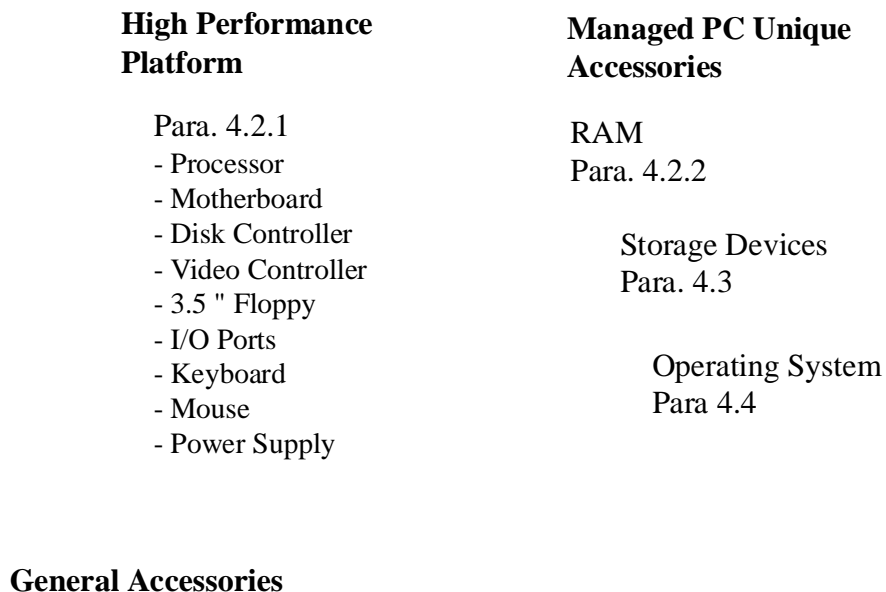 High Performance
Platform
Para. 4.2.1
- Processor
- Motherboard
- Disk Controller
- Video Controller
- 3.5 " Floppy
- I/O Ports
- Keyboard
- Mouse
- Power Supply
Managed PC Unique
Accessories
RAM
Para. 4.2.2
Storage Devices
Para. 4.3
Operating System
Para 4.4
General Accessories